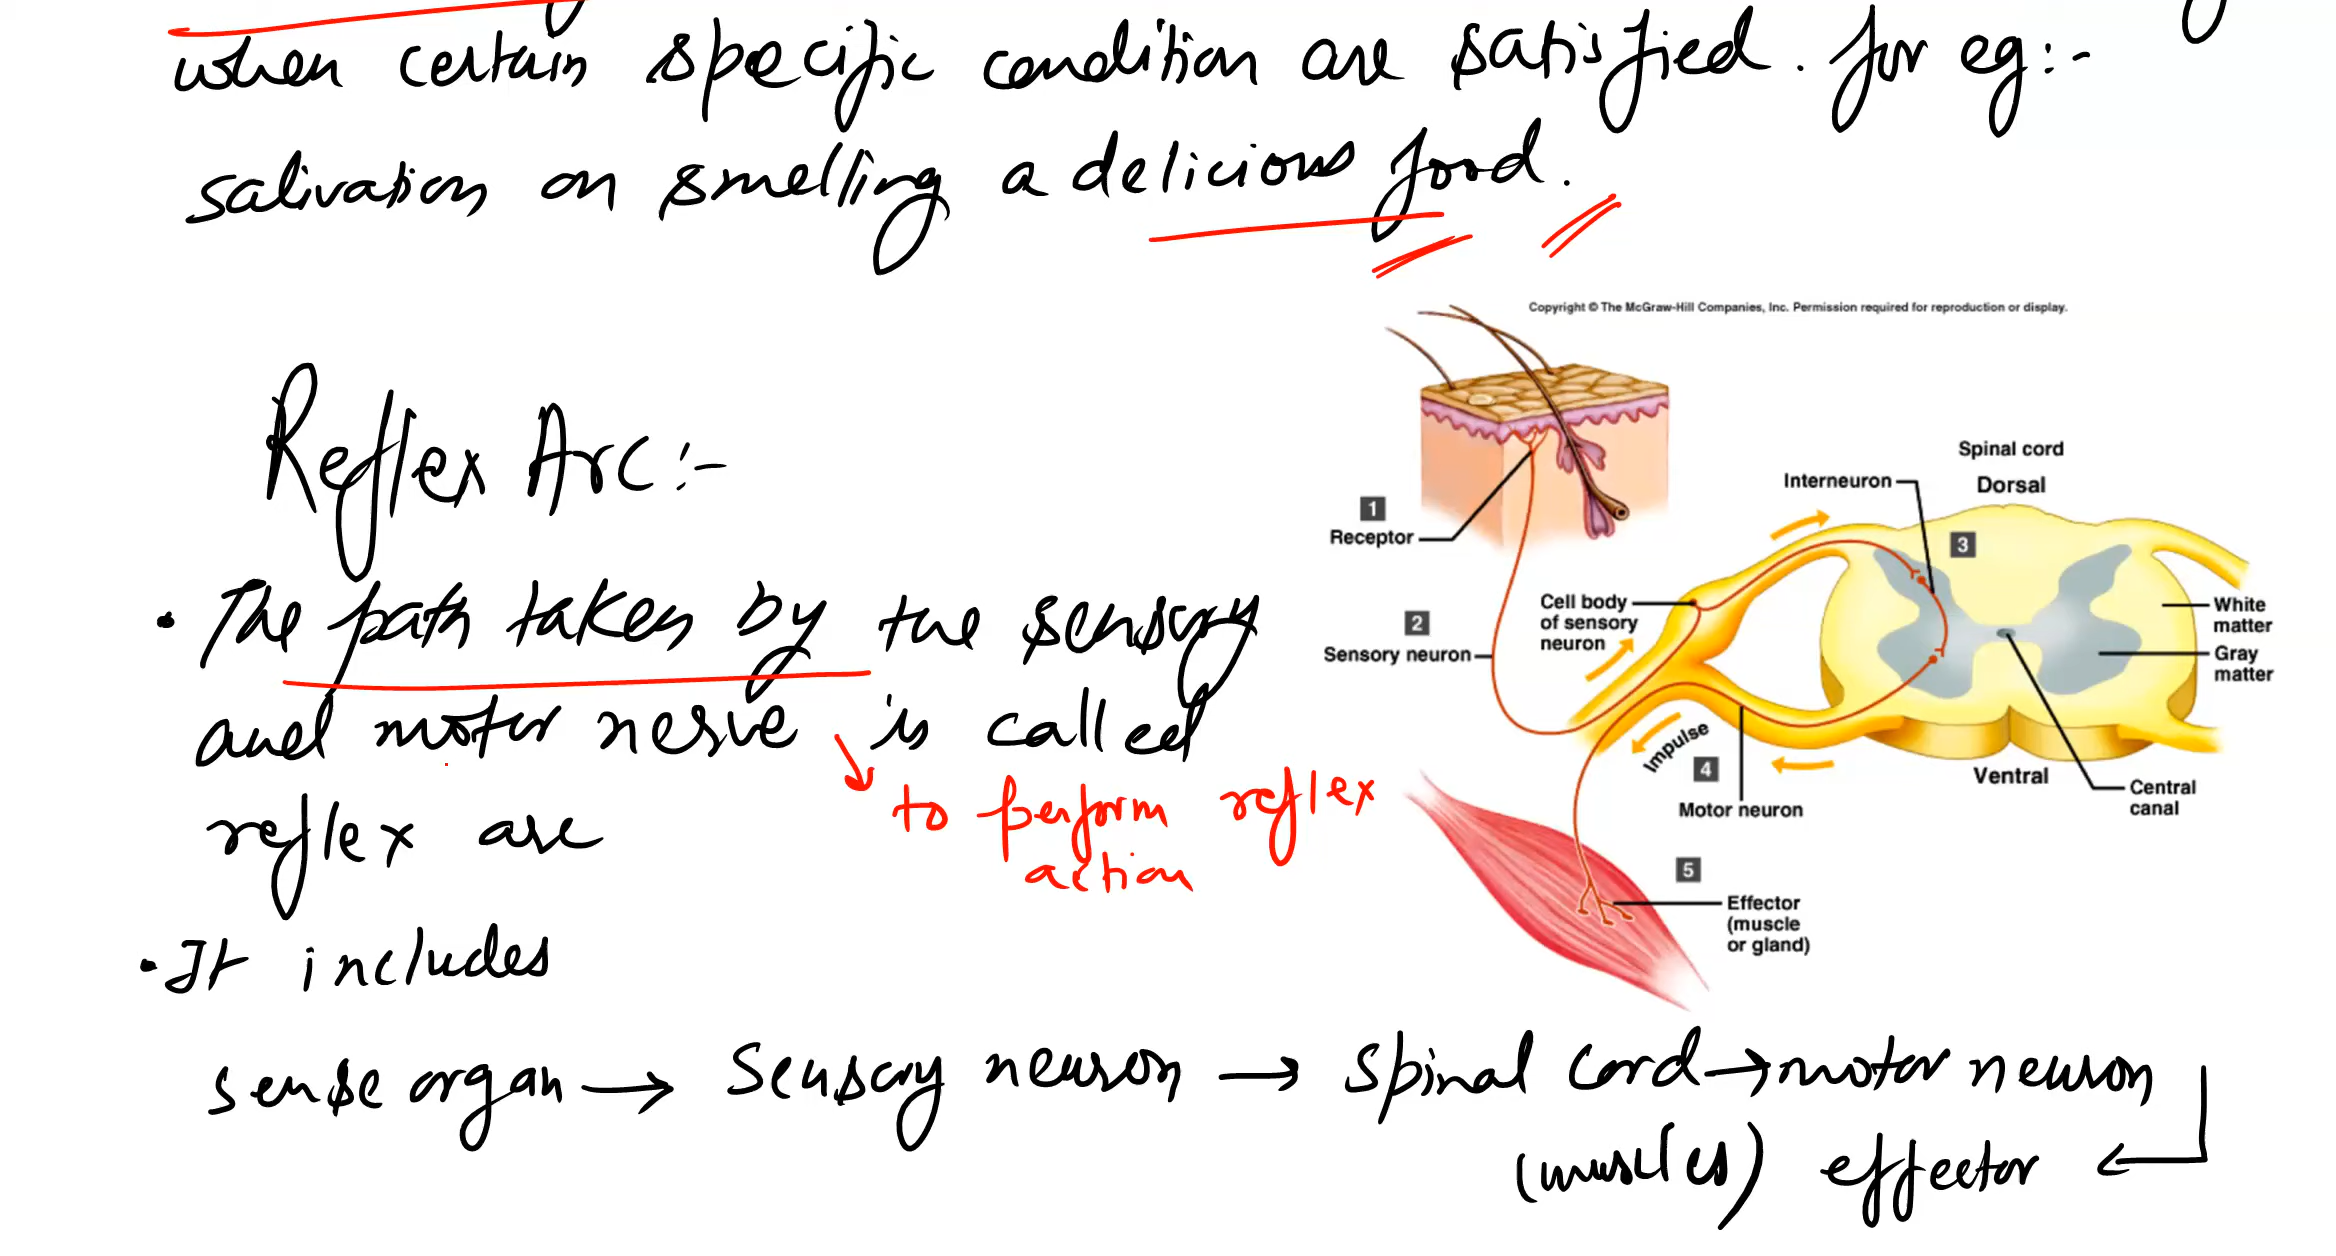 when certain specific condition are satisfied. for eg:-
salivation on smelling a delicious food.
Copyright © The McGraw-Hill Companies, Inc. Permission required for reproduction or display.
Reflex Arc:-
• The path taken by the sensory
and motor nerve is called
to perform reflex
action
reflex arc
• It includes
sense organ → sensory neuron → spinal cord → motor neuron
(muscles) effector ←
1
Receptor
2
Sensory neuron
Cell body
of sensory
neuron
Interneuron
Spinal cord
Dorsal
3
White
matter
Gray
matter
Impulse
4
Motor neuron
Ventral
Central
canal
5
Effector
(muscle
or gland)